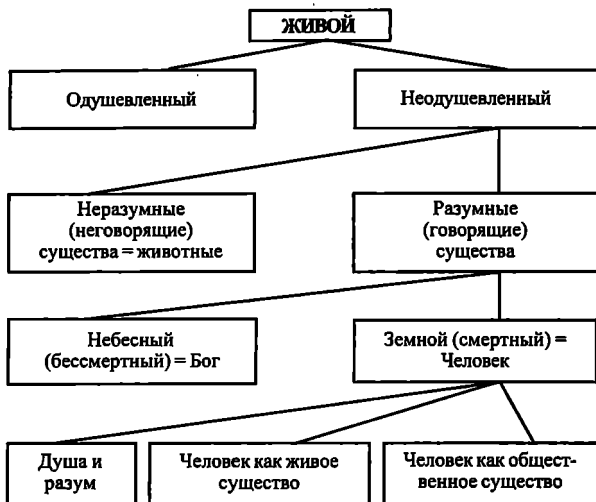 ЖИВОЙ
Одушевленный
Неодушевленный
Неразумные
(неговорящие)
существа = животные
Разумные
(говорящие)
существа
Небесный
(бессмертный) = Бог
Земной (смертный) =
Человек
Душа и
разум
Человек как живое
существо
Человек как общест-
венное существо